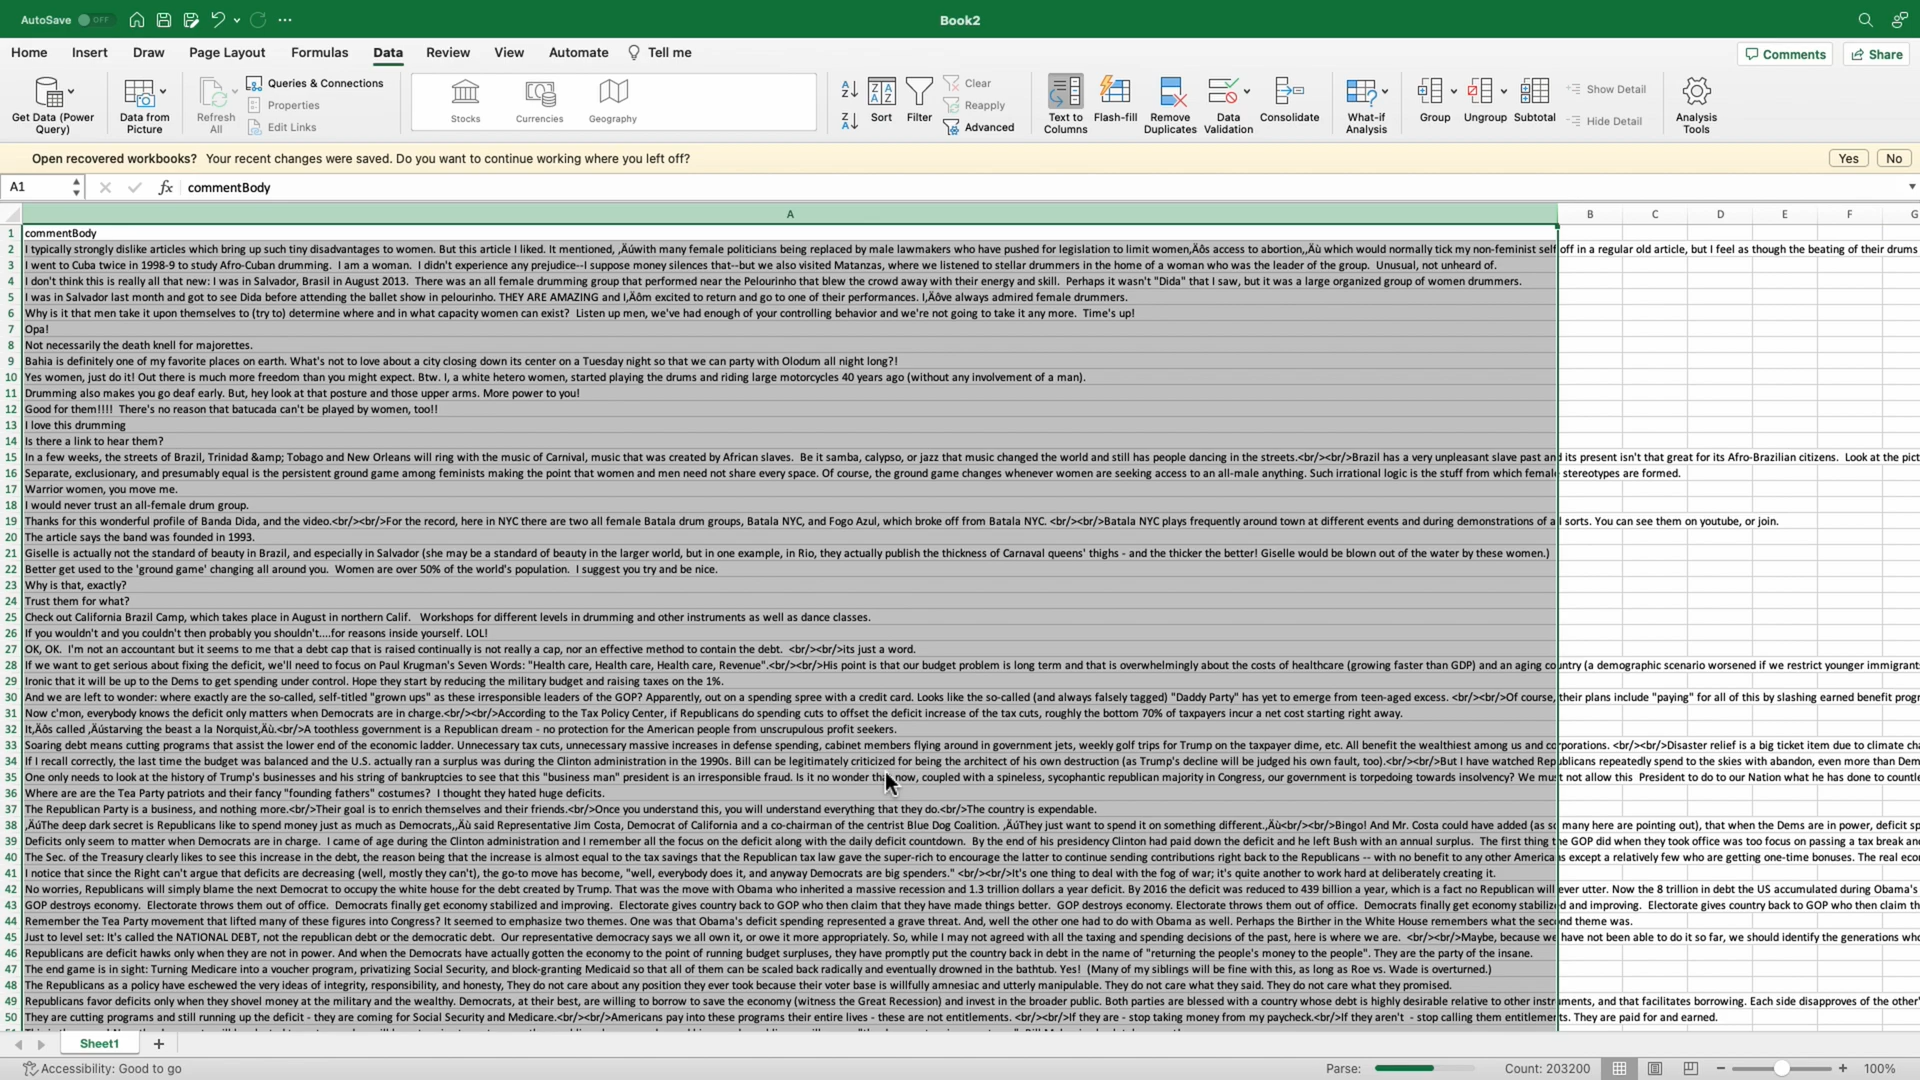 AutoSave OFF
Book2
Home Insert Draw Page Layout Formulas Data Review View Automate Tell me
Comments Share
Get Data (Power Query)
Data from Picture
Refresh All
Queries & Connections
Properties
Edit Links
Stocks Currencies Geography
Sort Filter
Clear
Reapply
Advanced
Text to Columns
Flash-fill
Remove Duplicates
Data Validation
Consolidate
What-if Analysis
Group Ungroup Subtotal
Show Detail
Hide Detail
Analysis Tools
Open recovered workbooks? Your recent changes were saved. Do you want to continue working where you left off? Yes No
A1 fx commentBody
A B C D E F G
1 commentBody
2 I typically strongly dislike articles which bring up such tiny disadvantages to women. But this article I liked. It mentioned, ‚Äúwith many female politicians being replaced by male lawmakers who have pushed for legislation to limit women‚Äôs access to abortion,‚Äù which would normally tick my non-feminist self off in a regular old article, but I feel as though the beating of their drums
3 I went to Cuba twice in 1998-9 to study Afro-Cuban drumming. I am a woman. I didn't experience any prejudice--I suppose money silences that--but we also visited Matanzas, where we listened to stellar drummers in the home of a woman who was the leader of the group. Unusual, not unheard of.
4 I don't think this is really all that new: I was in Salvador, Brasil in August 2013. There was an all female drumming group that performed near the Pelourinho that blew the crowd away with their energy and skill. Perhaps it wasn't "Dida" that I saw, but it was a large organized group of women drummers.
5 I was in Salvador last month and got to see Dida before attending the ballet show in pelourinho. THEY ARE AMAZING and I‚Äôm excited to return and go to one of their performances. I‚Äôve always admired female drummers.
6 Why is it that men take it upon themselves to (try to) determine where and in what capacity women can exist? Listen up men, we've had enough of your controlling behavior and we're not going to take it any more. Time's up!
7 Opa!
8 Not necessarily the death knell for majorettes.
9 Bahia is definitely one of my favorite places on earth. What's not to love about a city closing down its center on a Tuesday night so that we can party with Olodum all night long?!
10 Yes women, just do it! Out there is much more freedom than you might expect. Btw. I, a white hetero women, started playing the drums and riding large motorcycles 40 years ago (without any involvement of a man).
11 Drumming also makes you go deaf early. But, hey look at that posture and those upper arms. More power to you!
12 Good for them!!!! There's no reason that batucada can't be played by women, too!!
13 I love this drumming
14 Is there a link to hear them?
15 In a few weeks, the streets of Brazil, Trinidad &amp; Tobago and New Orleans will ring with the music of Carnival, music that was created by African slaves. Be it samba, calypso, or jazz that music changed the world and still has people dancing in the streets.<br/><br/>Brazil has a very unpleasant slave past and its present isn't that great for its Afro-Brazilian citizens. Look at the pict
16 Separate, exclusionary, and presumably equal is the persistent ground game among feminists making the point that women and men need not share every space. Of course, the ground game changes whenever women are seeking access to an all-male anything. Such irrational logic is the stuff from which female stereotypes are formed.
17 Warrior women, you move me.
18 I would never trust an all-female drum group.
19 Thanks for this wonderful profile of Banda Dida, and the video.<br/><br/>For the record, here in NYC there are two all female Batala drum groups, Batala NYC, and Fogo Azul, which broke off from Batala NYC. <br/><br/>Batala NYC plays frequently around town at different events and during demonstrations of all sorts. You can see them on youtube, or join.
20 The article says the band was founded in 1993.
21 Giselle is actually not the standard of beauty in Brazil, and especially in Salvador (she may be a standard of beauty in the larger world, but in one example, in Rio, they actually publish the thickness of Carnaval queens' thighs - and the thicker the better! Giselle would be blown out of the water by these women.)
22 Better get used to the 'ground game' changing all around you. Women are over 50% of the world's population. I suggest you try and be nice.
23 Why is that, exactly?
24 Trust them for what?
25 Check out California Brazil Camp, which takes place in August in northern Calif. Workshops for different levels in drumming and other instruments as well as dance classes.
26 If you wouldn't and you couldn't then probably you shouldn't....for reasons inside yourself. LOL!
27 OK, OK. I'm not an accountant but it seems to me that a debt cap that is raised continually is not really a cap, nor an effective method to contain the debt. <br/><br/>its just a word.
28 If we want to get serious about fixing the deficit, we'll need to focus on Paul Krugman's Seven Words: "Health care, Health care, Health care, Revenue".<br/><br/>His point is that our budget problem is long term and that is overwhelmingly about the costs of healthcare (growing faster than GDP) and an aging country (a demographic scenario worsened if we restrict younger immigrant
29 Ironic that it will be up to the Dems to get spending under control. Hope they start by reducing the military budget and raising taxes on the 1%.
30 And we are left to wonder: where exactly are the so-called, self-titled "grown ups" as these irresponsible leaders of the GOP? Apparently, out on a spending spree with a credit card. Looks like the so-called (and always falsely tagged) "Daddy Party" has yet to emerge from teen-aged excess. <br/><br/>Of course, their plans include "paying" for all of this by slashing earned benefit progr
31 Now c'mon, everybody knows the deficit only matters when Democrats are in charge.<br/><br/>According to the Tax Policy Center, if Republicans do spending cuts to offset the deficit increase of the tax cuts, roughly the bottom 70% of taxpayers incur a net cost starting right away.
32 It‚Äôs called ‚Äústarving the beast a la Norquist‚Äù.<br/>A toothless government is a Republican dream - no protection for the American people from unscrupulous profit seekers.
33 Soaring debt means cutting programs that assist the lower end of the economic ladder. Unnecessary tax cuts, unnecessary massive increases in defense spending, cabinet members flying around in government jets, weekly golf trips for Trump on the taxpayer dime, etc. All benefit the wealthiest among us and corporations. <br/><br/>Disaster relief is a big ticket item due to climate cha
34 If I recall correctly, the last time the budget was balanced and the U.S. actually ran a surplus was during the Clinton administration in the 1990s. Bill can be legitimately criticized for being the architect of his own destruction (as Trump's decline will be judged his own fault, too).<br/><br/>But I have watched Republicans repeatedly spend to the skies with abandon, even more than Dem
35 One only needs to look at the history of Trump's businesses and his string of bankruptcies to see that this "business man" president is an irresponsible fraud. Is it no wonder that now, coupled with a spineless, sycophantic republican majority in Congress, our government is torpedoing towards insolvency? We must not allow this President to do to our Nation what he has done to countle
36 Where are are the Tea Party patriots and their fancy "founding fathers" costumes? I thought they hated huge deficits.
37 The Republican Party is a business, and nothing more.<br/>Their goal is to enrich themselves and their friends.<br/>Once you understand this, you will understand everything that they do.<br/>The country is expendable.
38 ‚ÄúThe deep dark secret is Republicans like to spend money just as much as Democrats,‚Äù said Representative Jim Costa, Democrat of California and a co-chairman of the centrist Blue Dog Coalition. ‚ÄúThey just want to spend it on something different.‚Äù<br/><br/>Bingo! And Mr. Costa could have added (as so many here are pointing out), that when the Dems are in power, deficit sp
39 Deficits only seem to matter when Democrats are in charge. I came of age during the Clinton administration and I remember all the focus on the deficit along with the daily deficit countdown. By the end of his presidency Clinton had paid down the deficit and he left Bush with an annual surplus. The first thing the GOP did when they took office was too focus on passing a tax break and
40 The Sec. of the Treasury clearly likes to see this increase in the debt, the reason being that the increase is almost equal to the tax savings that the Republican tax law gave the super-rich to encourage the latter to continue sending contributions right back to the Republicans -- with no benefit to any other Americans except a relatively few who are getting one-time bonuses. The real eco
41 I notice that since the Right can't argue that deficits are decreasing (well, mostly they can't), the go-to move has become, "well, everybody does it, and anyway Democrats are big spenders." <br/><br/>It's one thing to deal with the fog of war; it's quite another to work hard at deliberately creating it.
42 No worries, Republicans will simply blame the next Democrat to occupy the white house for the debt created by Trump. That was the move with Obama who inherited a massive recession and 1.3 trillion dollars a year deficit. By 2016 the deficit was reduced to 439 billion a year, which is a fact no Republican will ever utter. Now the 8 trillion in debt the US accumulated during Obama's
43 GOP destroys economy. Electorate throws them out of office. Democrats finally get economy stabilized and improving. Electorate gives country back to GOP who then claim that they have made things better. GOP destroys economy. Electorate throws them out of office. Democrats finally get economy stabilized and improving. Electorate gives country back to GOP who then claim th
44 Remember the Tea Party movement that lifted many of these figures into Congress? It seemed to emphasize two themes. One was that Obama's deficit spending represented a grave threat. And, well the other one had to do with Obama as well. Perhaps the Birther in the White House remembers what the second theme was.
45 Just to level set: It's called the NATIONAL DEBT, not the republican debt or the democratic debt. Our representative democracy says we all own it, or owe it more appropriately. So, while I may not agreed with all the taxing and spending decisions of the past, here is where we are. <br/><br/>Maybe, because we have not been able to do it so far, we should identify the generations who
46 Republicans are deficit hawks only when they are not in power. And when the Democrats have actually gotten the economy to the point of running budget surpluses, they have promptly put the country back in debt in the name of "returning the people's money to the people". They are the party of the insane.
47 The end game is in sight: Turning Medicare into a voucher program, privatizing Social Security, and block-granting Medicaid so that all of them can be scaled back radically and eventually drowned in the bathtub. Yes! (Many of my siblings will be fine with this, as long as Roe vs. Wade is overturned.)
48 The Republicans as a policy have eschewed the very ideas of integrity, responsibility, and honesty, They do not care about any position they ever took because their voter base is willfully amnesiac and utterly manipulable. They do not care what they said. They do not care what they promised.
49 Republicans favor deficits only when they shovel money at the military and the wealthy. Democrats, at their best, are willing to borrow to save the economy (witness the Great Recession) and invest in the broader public. Both parties are blessed with a country whose debt is highly desirable relative to other instruments, and that facilitates borrowing. Each side disapproves of the other'
50 They are cutting programs and still running up the deficit - they are coming for Social Security and Medicare.<br/><br/>Americans pay into these programs their entire lives - these are not entitlements. <br/><br/>If they are - stop taking money from my paycheck.<br/>If they aren't - stop calling them entitlements. They are paid for and earned.
Sheet1
Accessibility: Good to go
Parse:
Count: 203200
100%